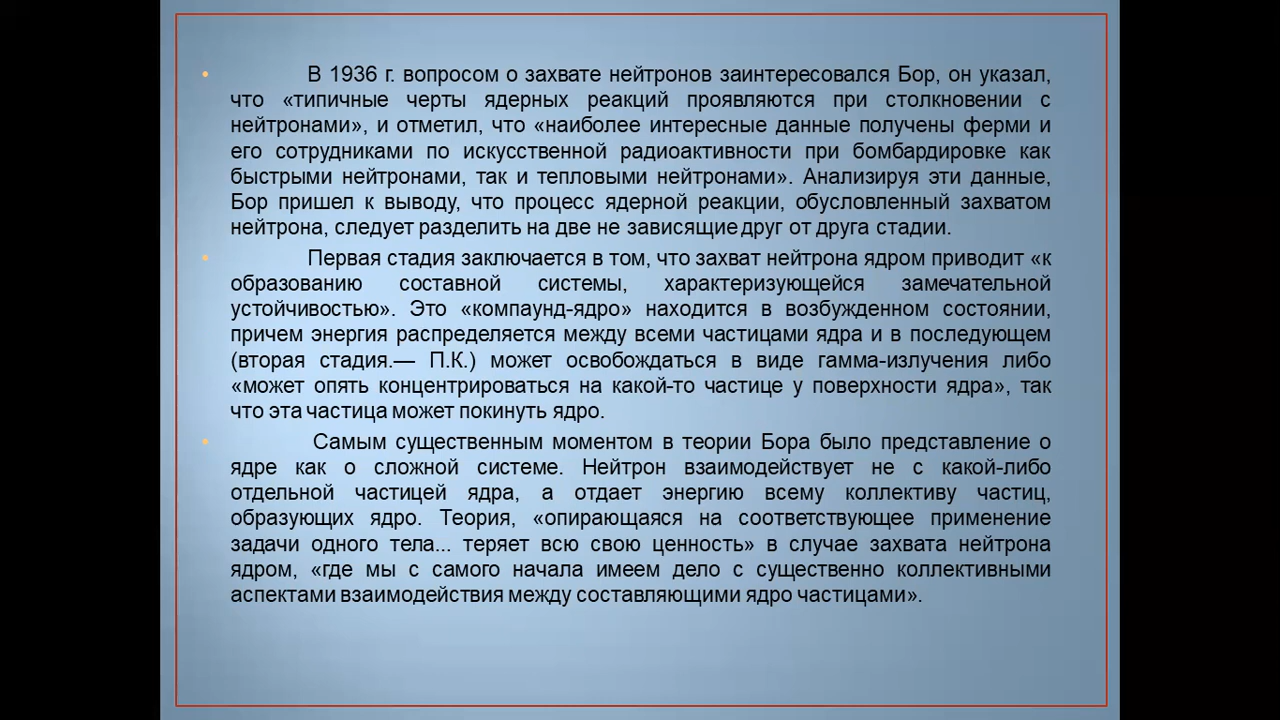 • В 1936 г. вопросом о захвате нейтронов заинтересовался Бор, он указал,
что «типичные черты ядерных реакций проявляются при столкновении с
нейтронами», и отметил, что «наиболее интересные данные получены ферми и
его сотрудниками по искусственной радиоактивности при бомбардировке как
быстрыми нейтронами, так и тепловыми нейтронами». Анализируя эти данные,
Бор пришел к выводу, что процесс ядерной реакции, обусловленный захватом
нейтрона, следует разделить на две не зависящие друг от друга стадии.
• Первая стадия заключается в том, что захват нейтрона ядром приводит «к
образованию составной системы, характеризующейся замечательной
устойчивостью». Это «компаунд-ядро» находится в возбужденном состоянии,
причем энергия распределяется между всеми частицами ядра и в последующем
(вторая стадия.— П.К.) может освобождаться в виде гамма-излучения либо
«может опять концентрироваться на какой-то частице у поверхности ядра», так
что эта частица может покинуть ядро.
• Самым существенным моментом в теории Бора было представление о
ядре как о сложной системе. Нейтрон взаимодействует не с какой-либо
отдельной частицей ядра, а отдает энергию всему коллективу частиц,
образующих ядро. Теория, «опирающаяся на соответствующее применение
задачи одного тела... теряет всю свою ценность» в случае захвата нейтрона
ядром, «где мы с самого начала имеем дело с существенно коллективными
аспектами взаимодействия между составляющими ядро частицами».